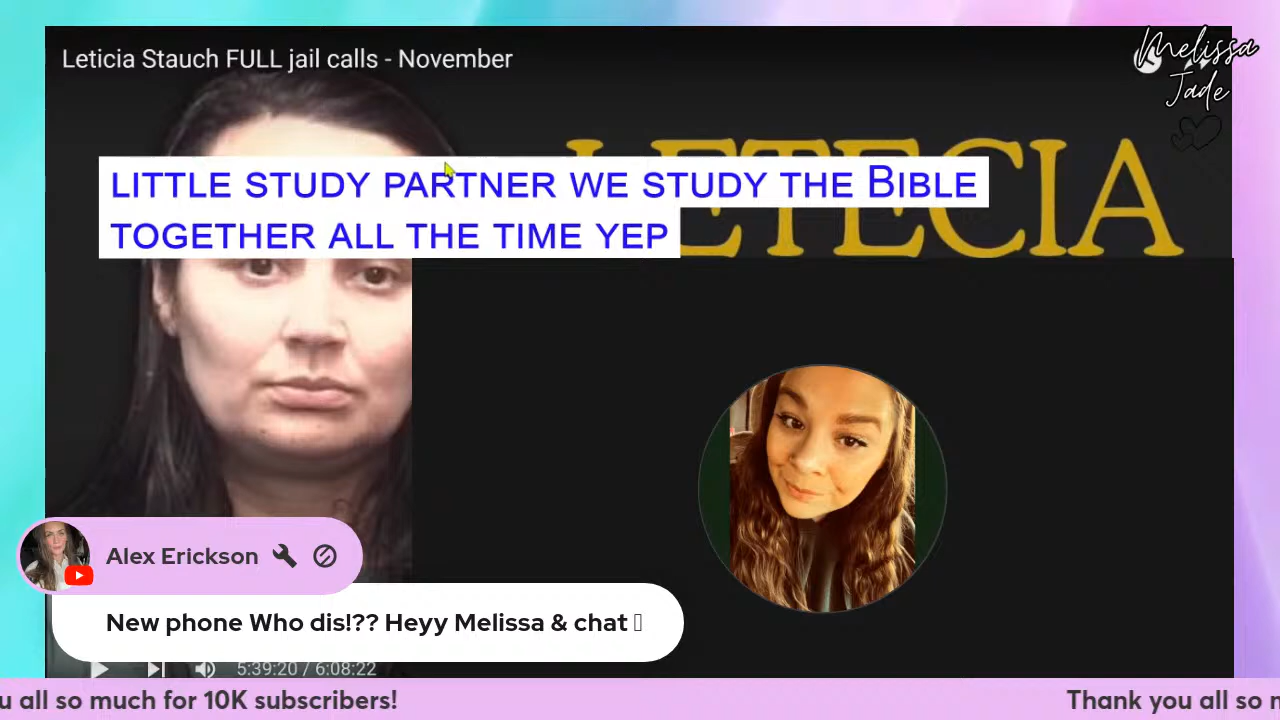 Leticia Stauch FULL jail calls - November
Melissa
Jade
LETECIA
LITTLE STUDY PARTNER WE STUDY THE BIBLE
TOGETHER ALL THE TIME YEP
Alex Erickson
New phone Who dis!?? Heyy Melissa & chat
5:39:20 / 6:08:22
u all so much for 10K subscribers!
Thank you all so m